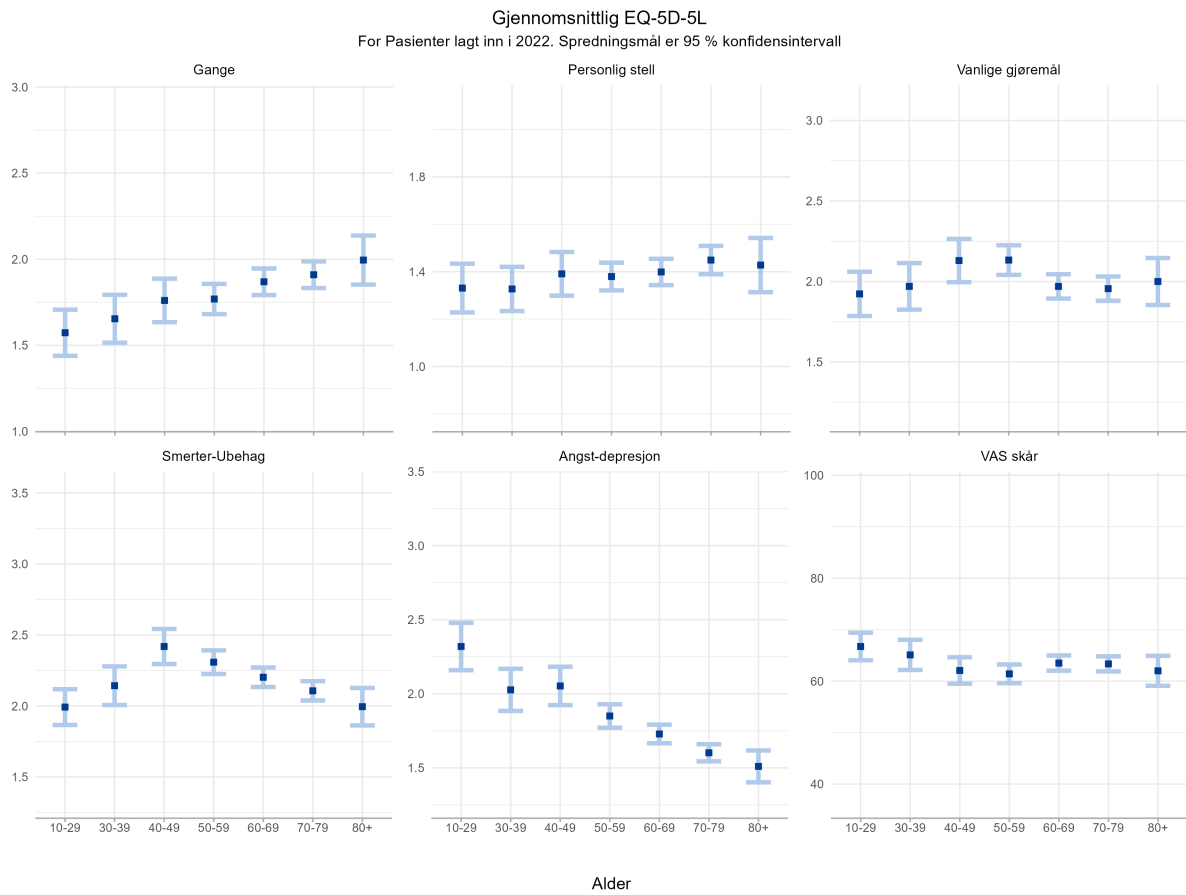 Gjennomsnittlig EQ-5D-5L
For Pasienter lagt inn i 2022. Spredningsmål er 95 % konfidensintervall
Gange
3.0
2.5
2.0
1.5
1.0
Personlig stell
1.8
1.4
1.0
Vanlige gjøremål
3.0
2.5
2.0
1.5
Smerter-Ubehag
3.5
3.0
2.5
2.0
1.5
10-29 30-39 40-49 50-59 60-69 70-79 80+
Angst-depresjon
3.5
3.0
2.5
2.0
1.5
10-29 30-39 40-49 50-59 60-69 70-79 80+
VAS skår
100
80
60
40
10-29 30-39 40-49 50-59 60-69 70-79 80+
Alder